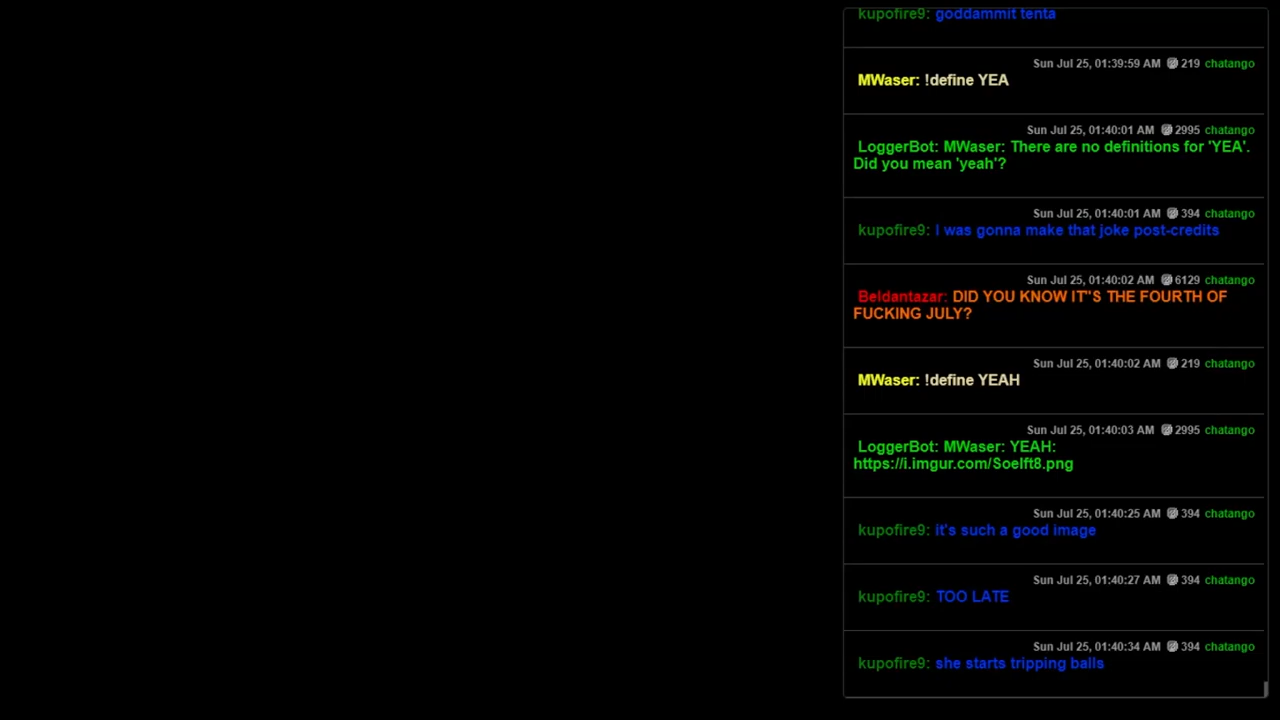 kupofire9: goddammit tenta
Sun Jul 25, 01:39:59 AM 219 chatango
MWaser: !define YEA
Sun Jul 25, 01:40:01 AM 2995 chatango
LoggerBot: MWaser: There are no definitions for 'YEA'.
Did you mean 'yeah'?
Sun Jul 25, 01:40:01 AM 394 chatango
kupofire9: I was gonna make that joke post-credits
Sun Jul 25, 01:40:02 AM 6129 chatango
Beldantazar: DID YOU KNOW IT"S THE FOURTH OF
FUCKING JULY?
Sun Jul 25, 01:40:02 AM 219 chatango
MWaser: !define YEAH
Sun Jul 25, 01:40:03 AM 2995 chatango
LoggerBot: MWaser: YEAH:
https://i.imgur.com/Soelft8.png
Sun Jul 25, 01:40:25 AM 394 chatango
kupofire9: it's such a good image
Sun Jul 25, 01:40:27 AM 394 chatango
kupofire9: TOO LATE
Sun Jul 25, 01:40:34 AM 394 chatango
kupofire9: she starts tripping balls